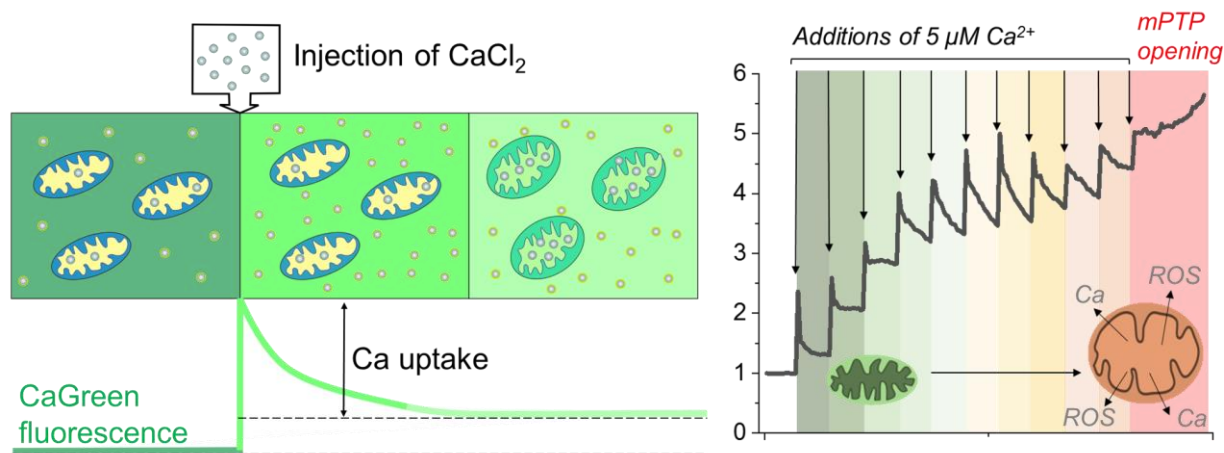 Injection of CaCl₂
Ca uptake
CaGreen
fluorescence
Additions of 5 µM Ca²⁺
mPTP
opening
6
5
4
3
2
1
0
Ca
ROS
ROS
Ca